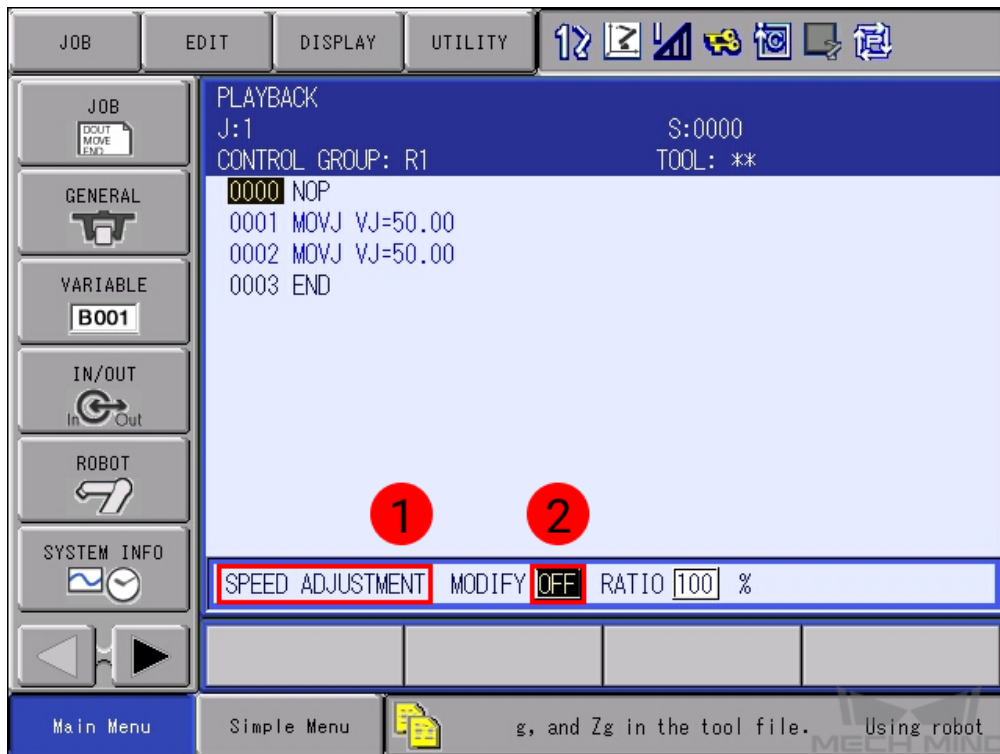 JOB EDIT DISPLAY UTILITY
JOB
DOUT
MOVE
END
GENERAL
VARIABLE
B001
IN/OUT
In Out
ROBOT
SYSTEM INFO
PLAYBACK
J:1 S:0000
CONTROL GROUP: R1 TOOL: **
0000 NOP
0001 MOVJ VJ=50.00
0002 MOVJ VJ=50.00
0003 END
1 2
SPEED ADJUSTMENT MODIFY OFF RATIO 100 %
Main Menu Simple Menu g, and Zg in the tool file. Using robot
MECH MIND